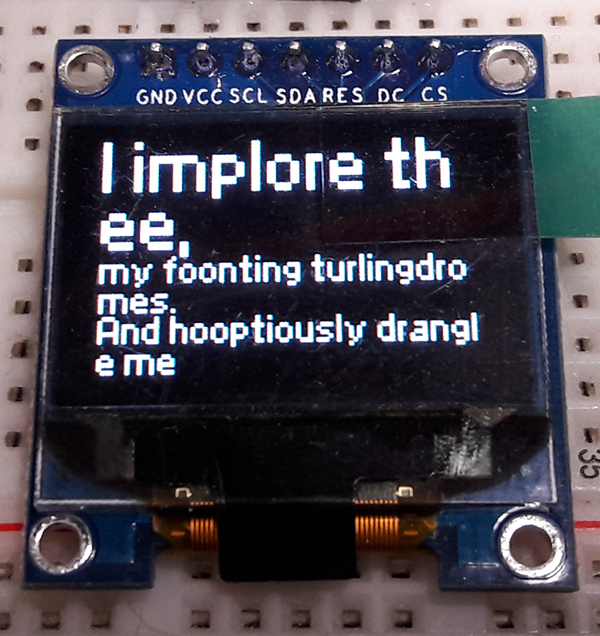 GND VCC SCL SDA RES DC CS
I implore th
ee,
my foonting turlingdro
mes.
And hooptiously drangl
e me
35